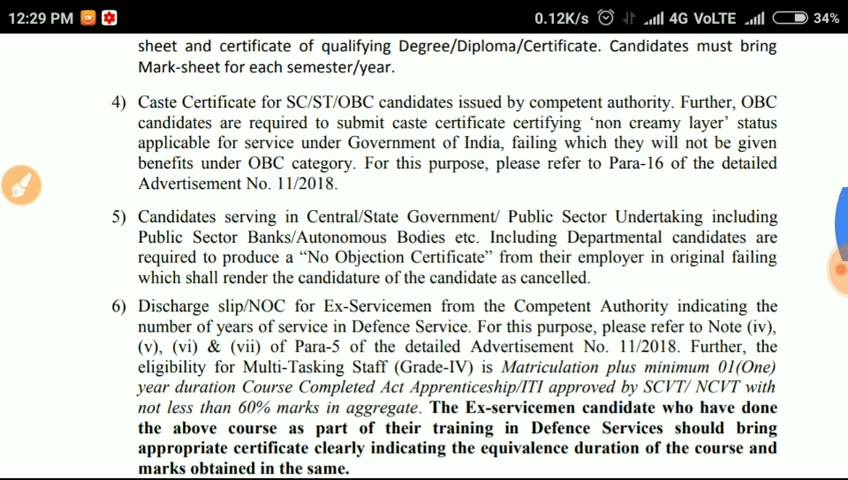 12:29 PM 0.12K/s 4G VoLTE 34%
sheet and certificate of qualifying Degree/Diploma/Certificate. Candidates must bring
Mark-sheet for each semester/year.
4) Caste Certificate for SC/ST/OBC candidates issued by competent authority. Further, OBC
candidates are required to submit caste certificate certifying ‘non creamy layer’ status
applicable for service under Government of India, failing which they will not be given
benefits under OBC category. For this purpose, please refer to Para-16 of the detailed
Advertisement No. 11/2018.
5) Candidates serving in Central/State Government/ Public Sector Undertaking including
Public Sector Banks/Autonomous Bodies etc. Including Departmental candidates are
required to produce a “No Objection Certificate” from their employer in original failing
which shall render the candidature of the candidate as cancelled.
6) Discharge slip/NOC for Ex-Servicemen from the Competent Authority indicating the
number of years of service in Defence Service. For this purpose, please refer to Note (iv),
(v), (vi) & (vii) of Para-5 of the detailed Advertisement No. 11/2018. Further, the
eligibility for Multi-Tasking Staff (Grade-IV) is Matriculation plus minimum 01(One)
year duration Course Completed Act Apprenticeship/ITI approved by SCVT/ NCVT with
not less than 60% marks in aggregate. The Ex-servicemen candidate who have done
the above course as part of their training in Defence Services should bring
appropriate certificate clearly indicating the equivalence duration of the course and
marks obtained in the same.